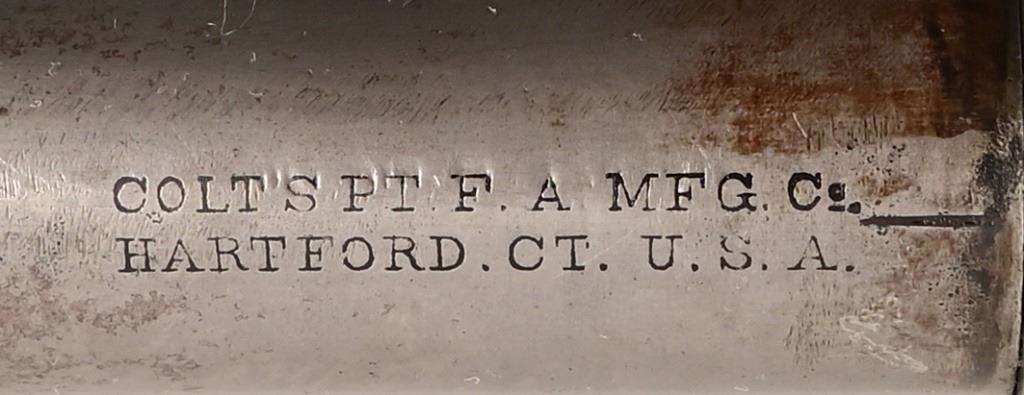 COLT'S PT. F. A. MFG. Co.
HARTFORD. CT. U. S. A.